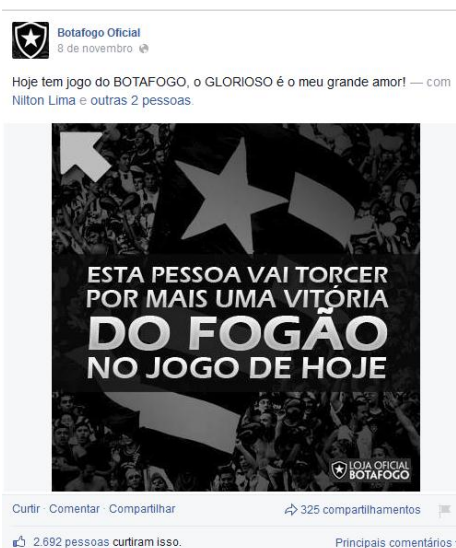 Botafogo Oficial
8 de novembro
Hoje tem jogo do BOTAFOGO, o GLORIOSO é o meu grande amor! — com
Nilton Lima e outras 2 pessoas.
ESTA PESSOA VAI TORCER
POR MAIS UMA VITÓRIA
DO FOGÃO
NO JOGO DE HOJE
LOJA OFICIAL
BOTAFOGO
Curtir · Comentar · Compartilhar
325 compartilhamentos
2.692 pessoas curtiram isso.
Principais comentários